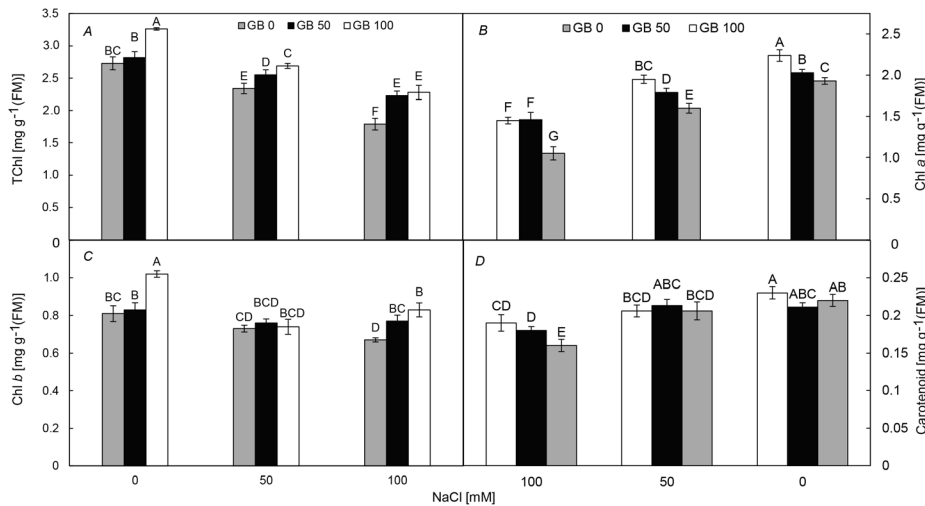 A
GB 0 GB 50 GB 100
3.5
3.0
2.5
2.0
1.5
1.0
0.5
0
TChl [mg g-1 (FM)]
BC B A
E D C
F E E
B
GB 0 GB 50 GB 100
2.5
2.0
1.5
1.0
0.5
0
Chl a [mg g-1 (FM)]
F F G
BC D E
A B C
C
1.0
0.8
0.6
0.4
0.2
0
Chl b [mg g-1 (FM)]
BC B A
CD BCD BCD
D BC B
D
0.25
0.20
0.15
0.10
0.05
0
Carotenoid [mg g-1 (FM)]
CD D E
BCD ABC BCD
A ABC AB
0 50 100 100 50 0
NaCl [mM]